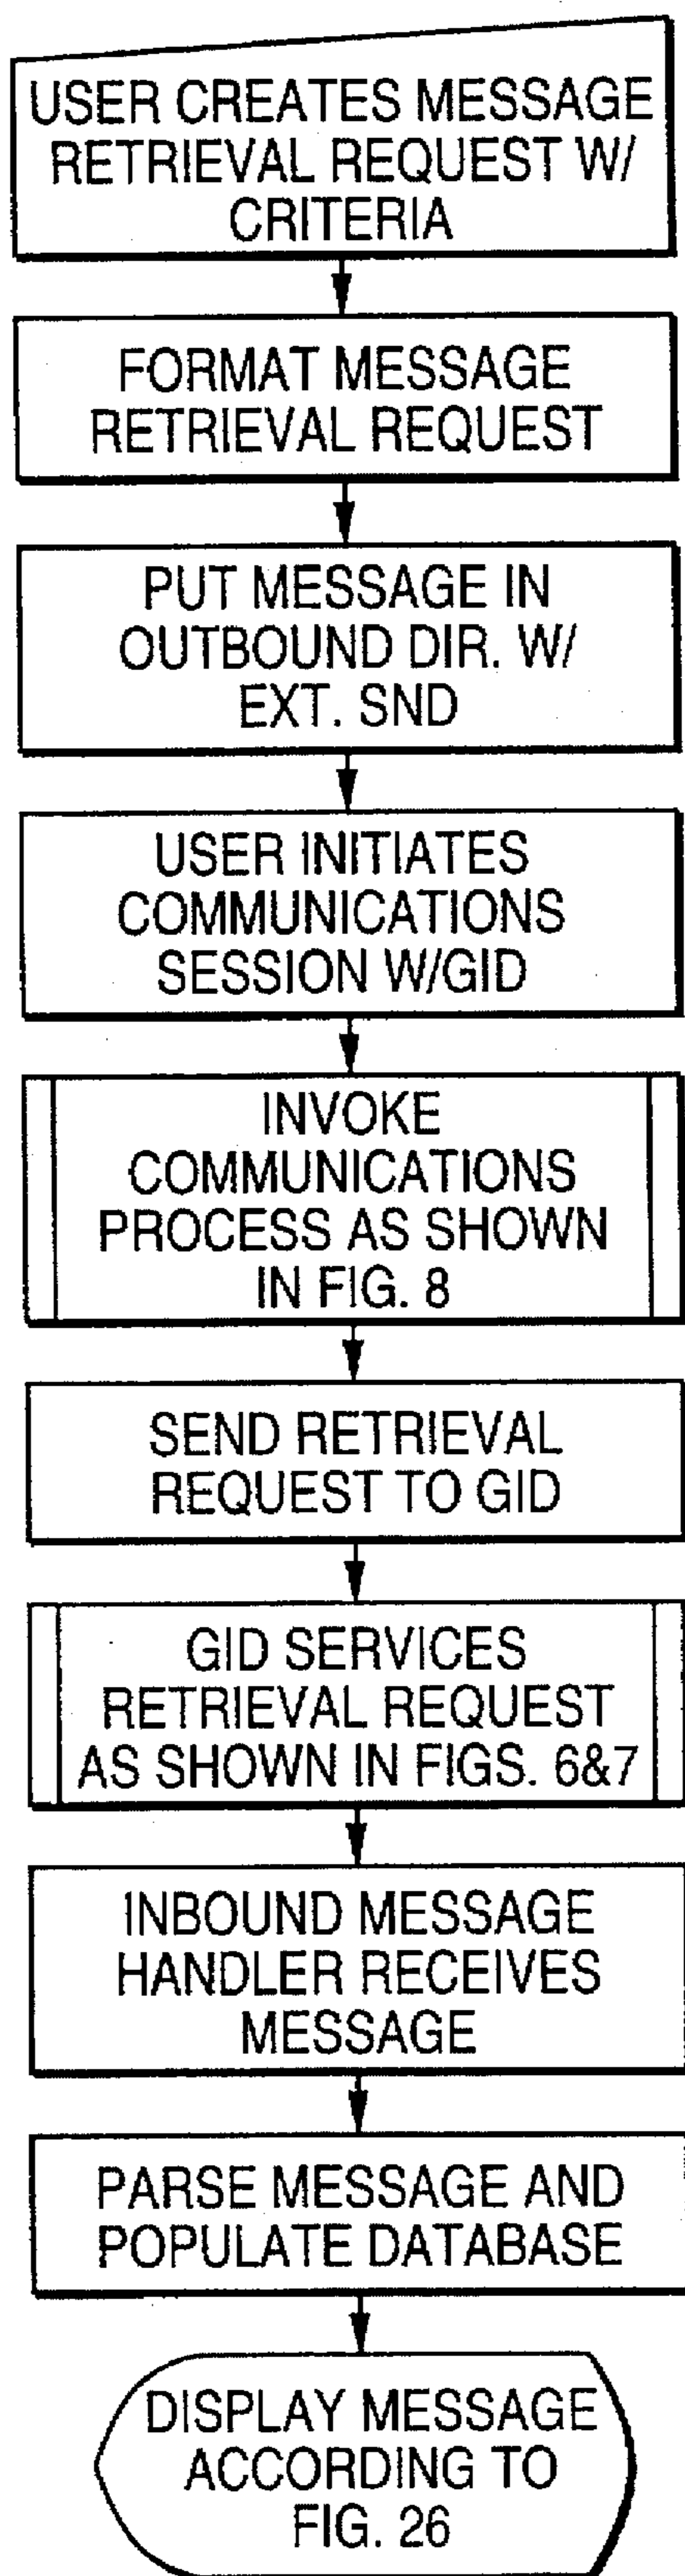 USER CREATES MESSAGE
RETRIEVAL REQUEST W/
CRITERIA
FORMAT MESSAGE
RETRIEVAL REQUEST
PUT MESSAGE IN
OUTBOUND DIR. W/
EXT. SND
USER INITIATES
COMMUNICATIONS
SESSION W/GID
INVOKE
COMMUNICATIONS
PROCESS AS SHOWN
IN FIG. 8
SEND RETRIEVAL
REQUEST TO GID
GID SERVICES
RETRIEVAL REQUEST
AS SHOWN IN FIGS. 6&7
INBOUND MESSAGE
HANDLER RECEIVES
MESSAGE
PARSE MESSAGE AND
POPULATE DATABASE
DISPLAY MESSAGE
ACCORDING TO
FIG. 26